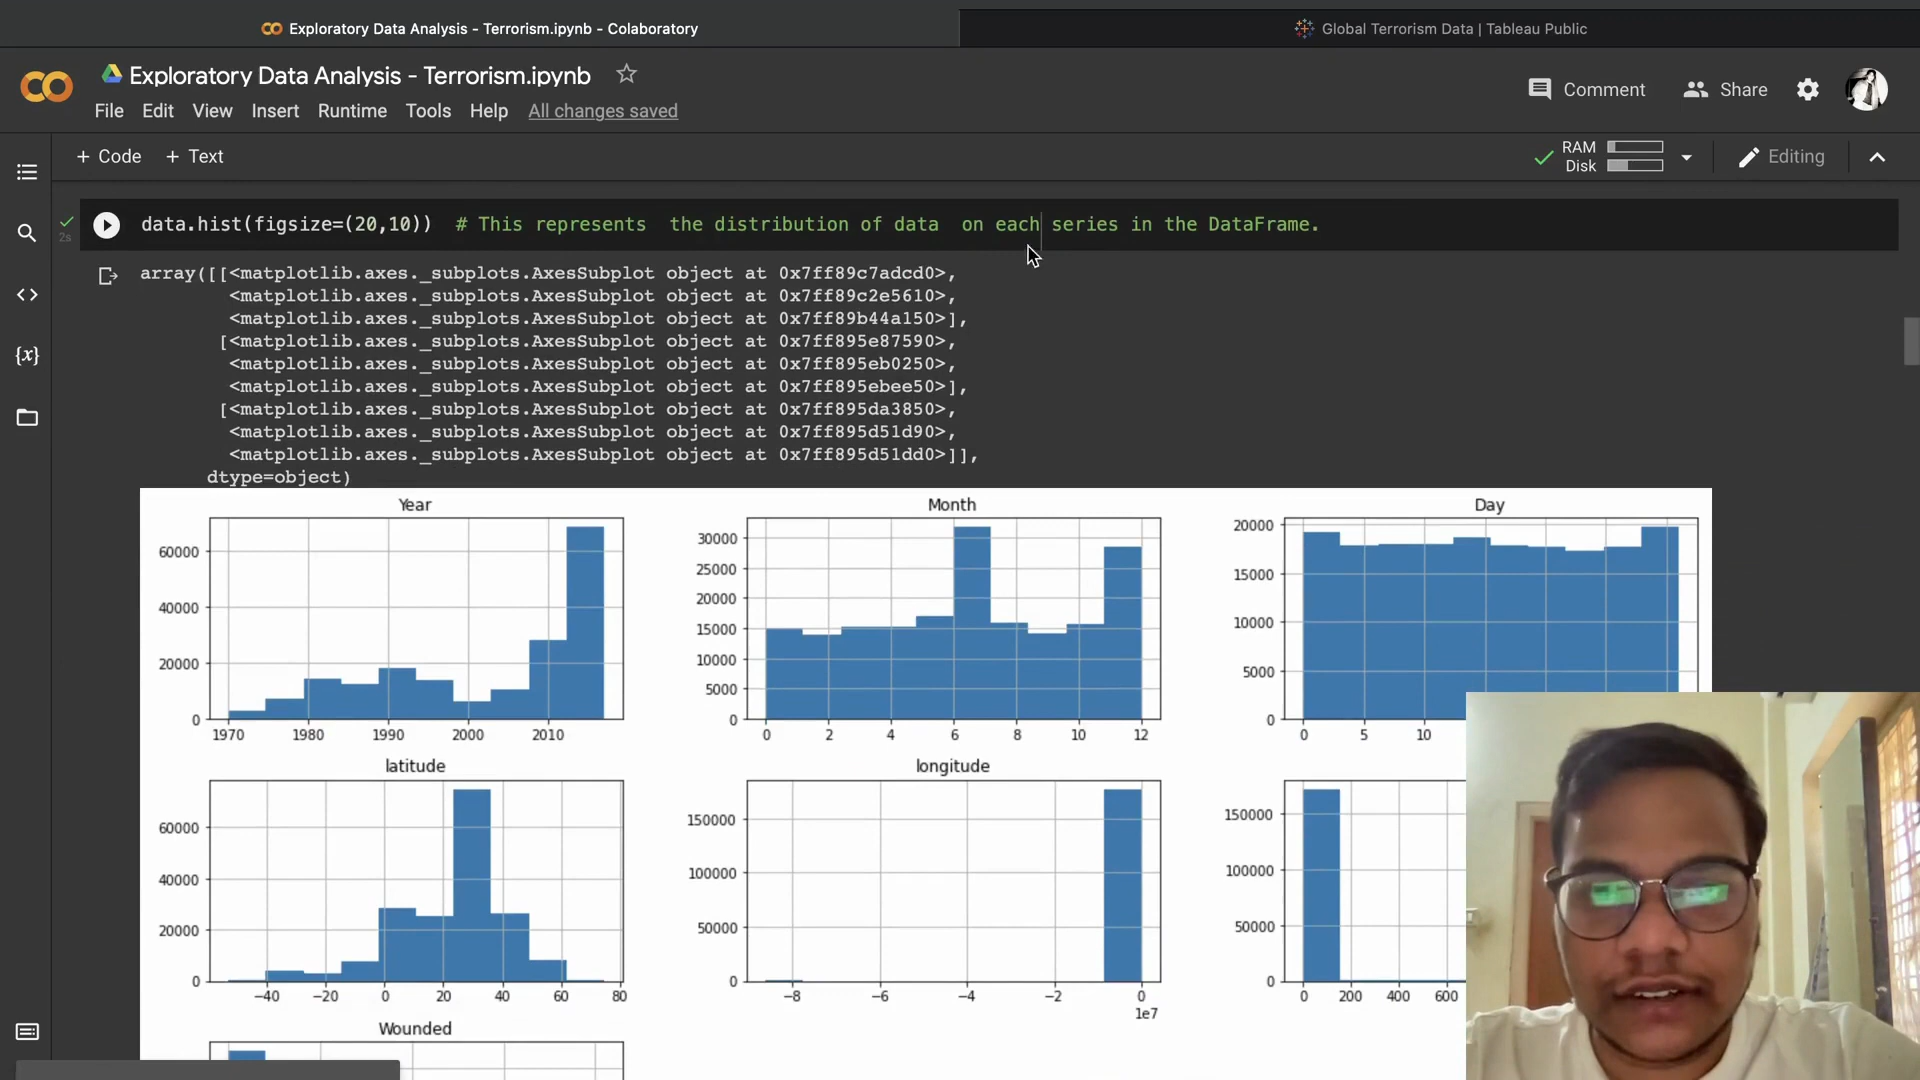 Exploratory Data Analysis - Terrorism.ipynb - Colaboratory
Global Terrorism Data | Tableau Public
Exploratory Data Analysis - Terrorism.ipynb
Comment
Share
File Edit View Insert Runtime Tools Help All changes saved
+ Code + Text
RAM
Disk
Editing
data.hist(figsize=(20,10)) # This represents the distribution of data on each series in the DataFrame.
2s
array([[<matplotlib.axes._subplots.AxesSubplot object at 0x7ff89c7adcd0>,
<matplotlib.axes._subplots.AxesSubplot object at 0x7ff89c2e5610>,
<matplotlib.axes._subplots.AxesSubplot object at 0x7ff89b44a150>],
[<matplotlib.axes._subplots.AxesSubplot object at 0x7ff895e87590>,
<matplotlib.axes._subplots.AxesSubplot object at 0x7ff895eb0250>,
<matplotlib.axes._subplots.AxesSubplot object at 0x7ff895ebee50>],
[<matplotlib.axes._subplots.AxesSubplot object at 0x7ff895da3850>,
<matplotlib.axes._subplots.AxesSubplot object at 0x7ff895d51d90>,
<matplotlib.axes._subplots.AxesSubplot object at 0x7ff895d51dd0>]],
dtype=object)
Year
60000
40000
20000
0
1970 1980 1990 2000 2010
Month
30000
25000
20000
15000
10000
5000
0
0 2 4 6 8 10 12
Day
20000
15000
10000
5000
0
0 5 10
latitude
60000
40000
20000
0
−40 −20 0 20 40 60 80
longitude
150000
100000
50000
0
−8 −6 −4 −2 0
1e7
150000
100000
50000
0
0 200 400 600
Wounded